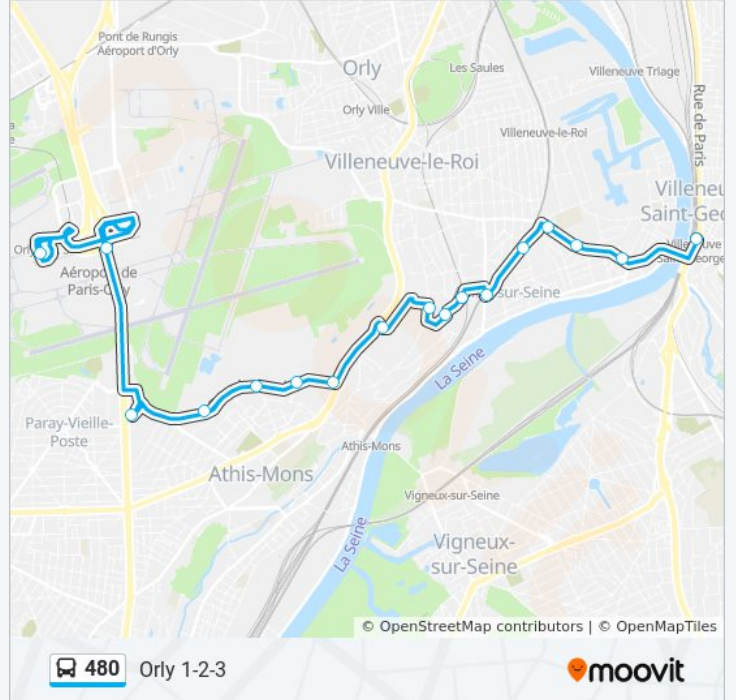 Pont de Rungis
Aéroport d'Orly
Orly
Les Saules
Villeneuve Triage
Rue de Paris
Orly Ville
Villeneuve-le-Roi
Villeneuve-le-Roi
Villeneu
Saint-Geo
Aéroport de
Paris-Orly
sur-Seine
La Seine
Paray-Vieille-
Poste
Athis-Mons
Athis-Mons
Vigneux-sur-Seine
La Seine
Vigneux-
sur-Seine
© OpenStreetMap contributors | © OpenMapTiles
480 Orly 1-2-3
moovit